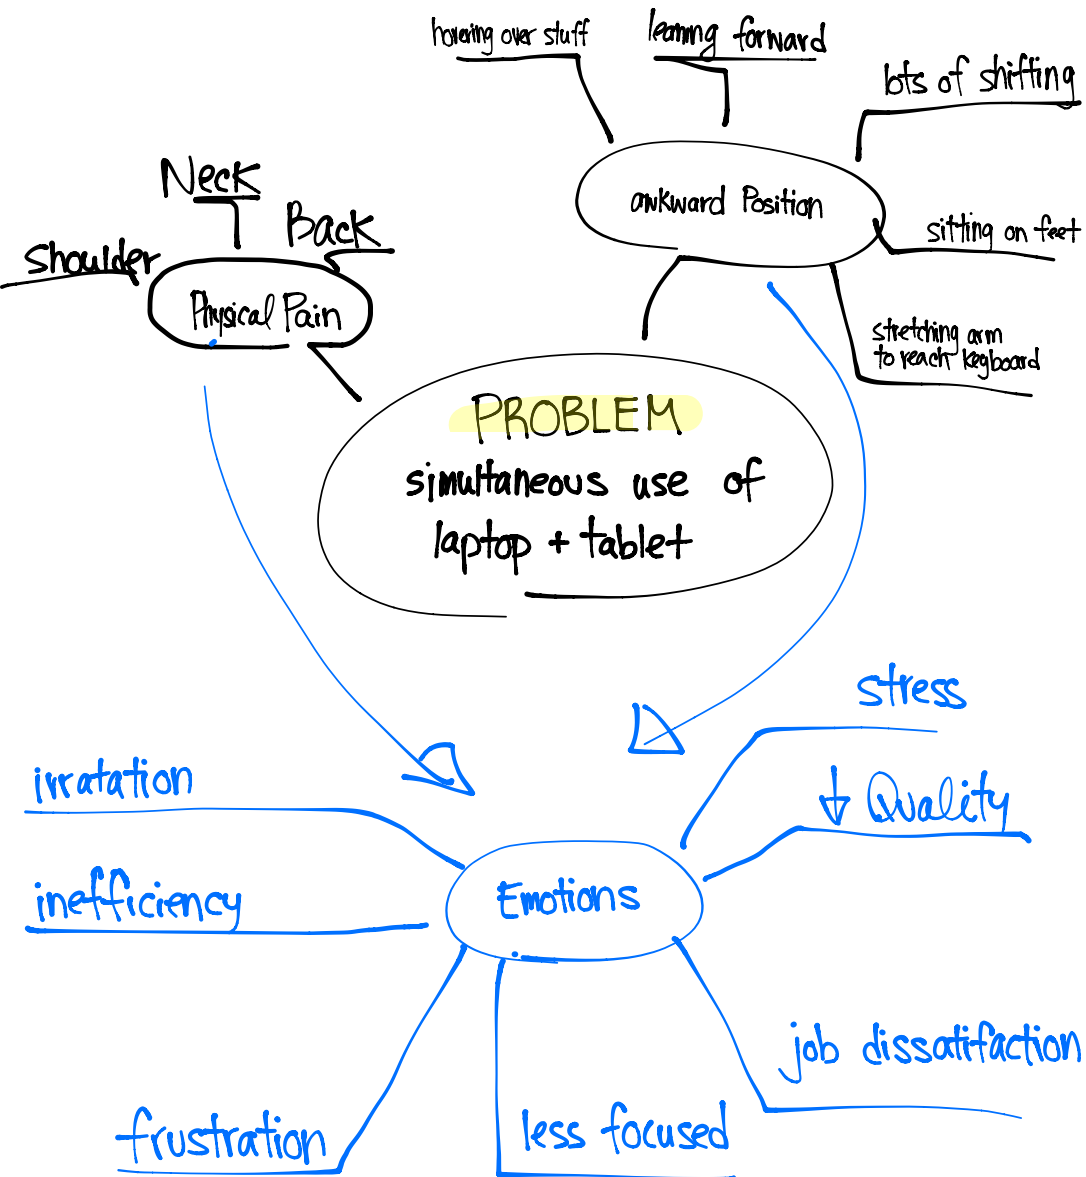 hovering over stuff
leaning forward
lots of shifting
awkward Position
sitting on feet
stretching arm
to reach keyboard
Neck
Back
Shoulder
Physical Pain
PROBLEM
simultaneous use of
laptop + tablet
stress
↓ Quality
irratation
inefficiency
Emotions
job dissatifaction
frustration
less focused